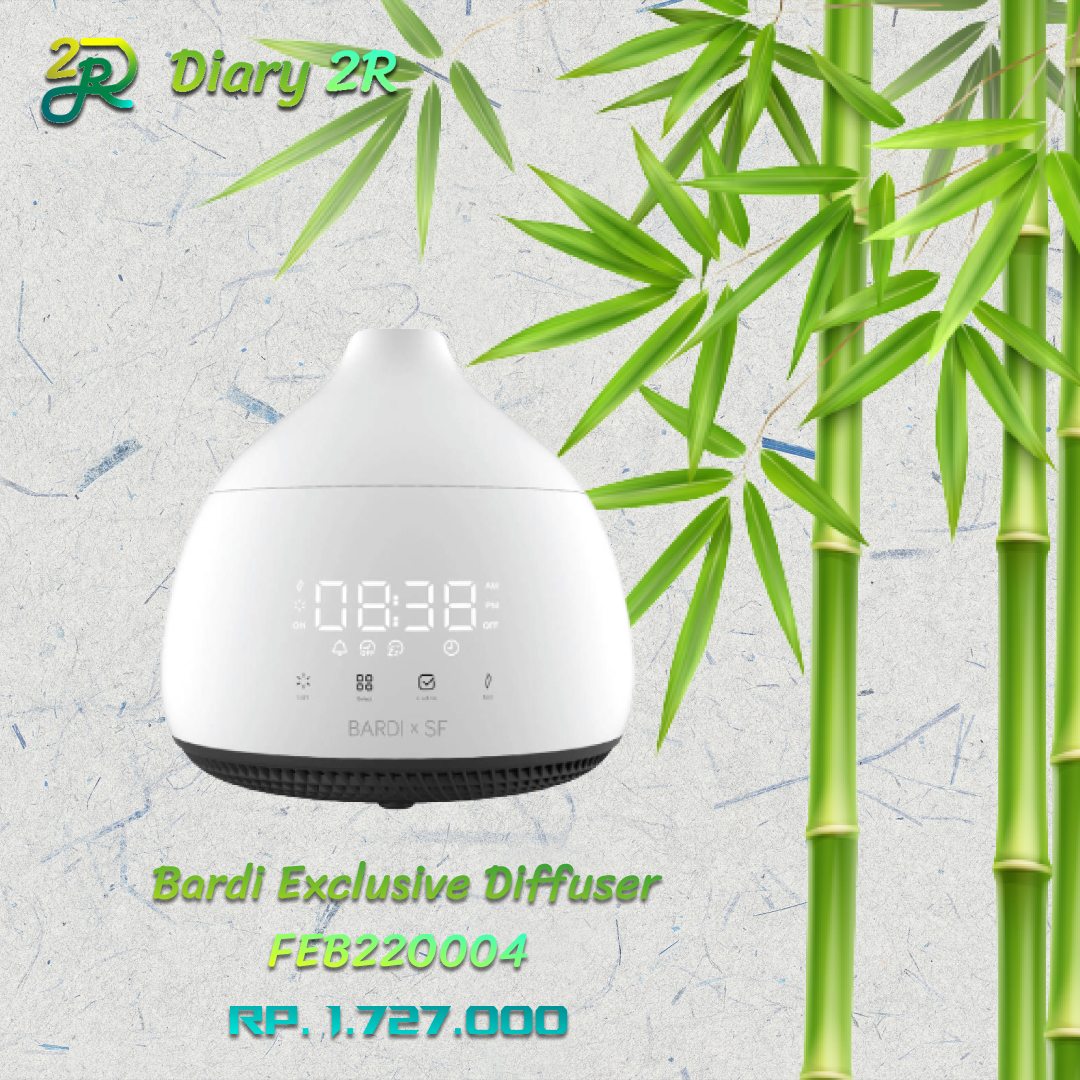 2R Diary 2R
AM
08:38 PM
ON OFF
BARDI x SF
Bardi Exclusive Diffuser
FEB220004
RP. 1.727.000